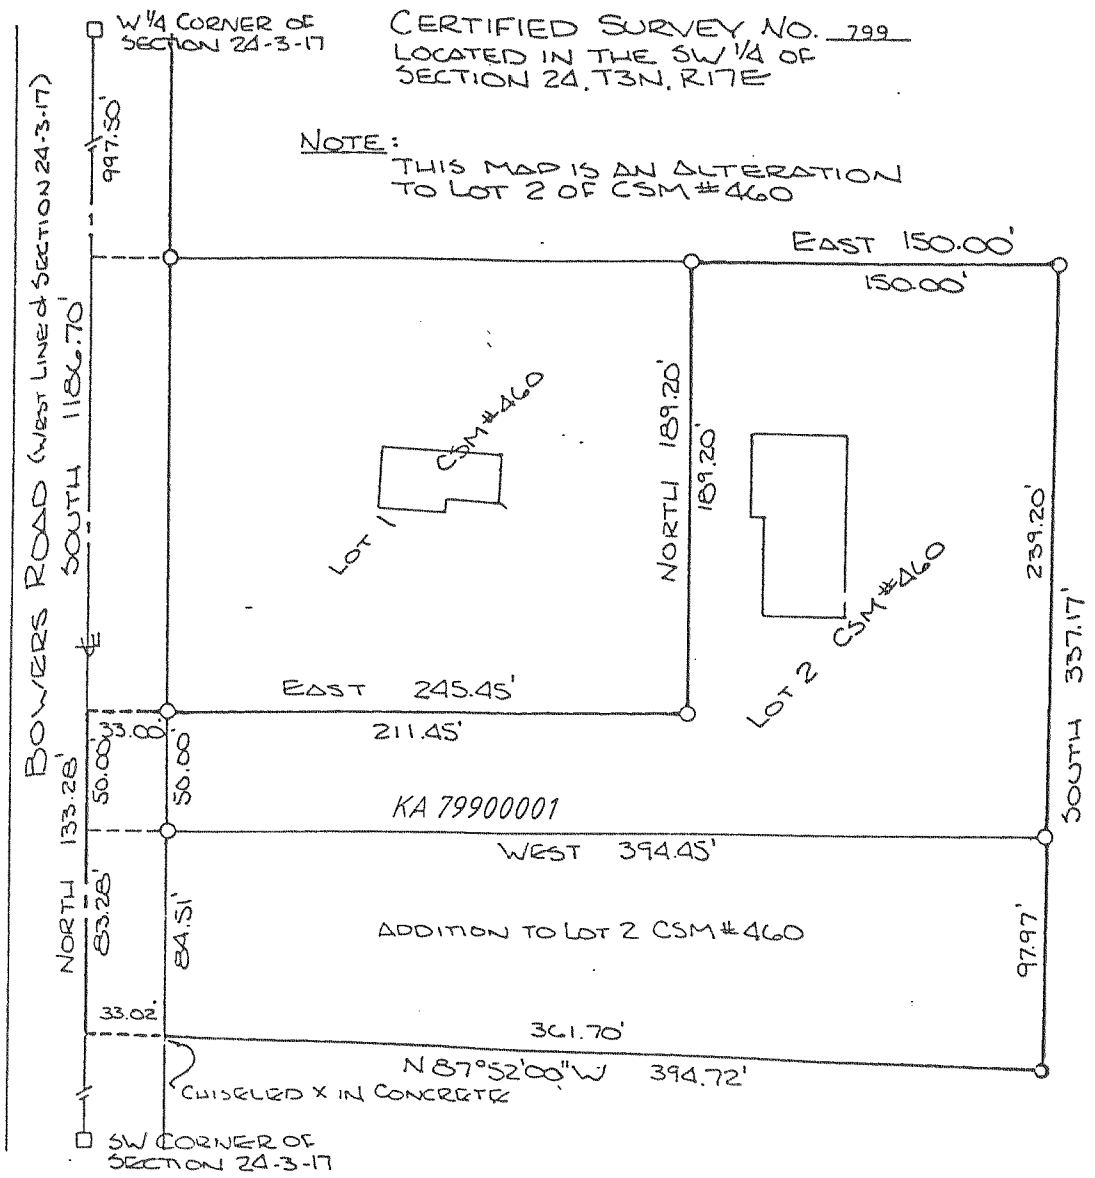 W 1/4 CORNER OF
SECTION 24-3-17
CERTIFIED SURVEY NO. 799
LOCATED IN THE SW 1/4 OF
SECTION 24, T3N, R17E
NOTE:
THIS MAP IS AN ALTERATION
TO LOT 2 OF CSM #460
BOWERS ROAD (WEST LINE OF SECTION 24-3-17)
997.50'
SOUTH 1186.70'
EAST 150.00'
150.00'
NORTH 189.20'
189.20'
LOT 1 CSM #460
LOT 2 CSM #460
239.20'
SOUTH 337.17'
EAST 245.45'
211.45'
33.00'
50.00'
50.00
NORTH 133.28'
83.28'
84.51'
KA 79900001
WEST 394.45'
ADDITION TO LOT 2 CSM #460
97.97'
33.02'
361.70'
N 87°52'00" W 394.72'
CHISELED X IN CONCRETE
SW CORNER OF
SECTION 24-3-17